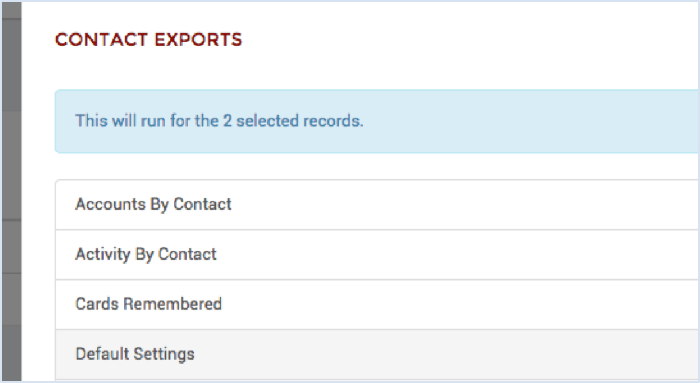 CONTACT EXPORTS
This will run for the 2 selected records.
Accounts By Contact
Activity By Contact
Cards Remembered
Default Settings